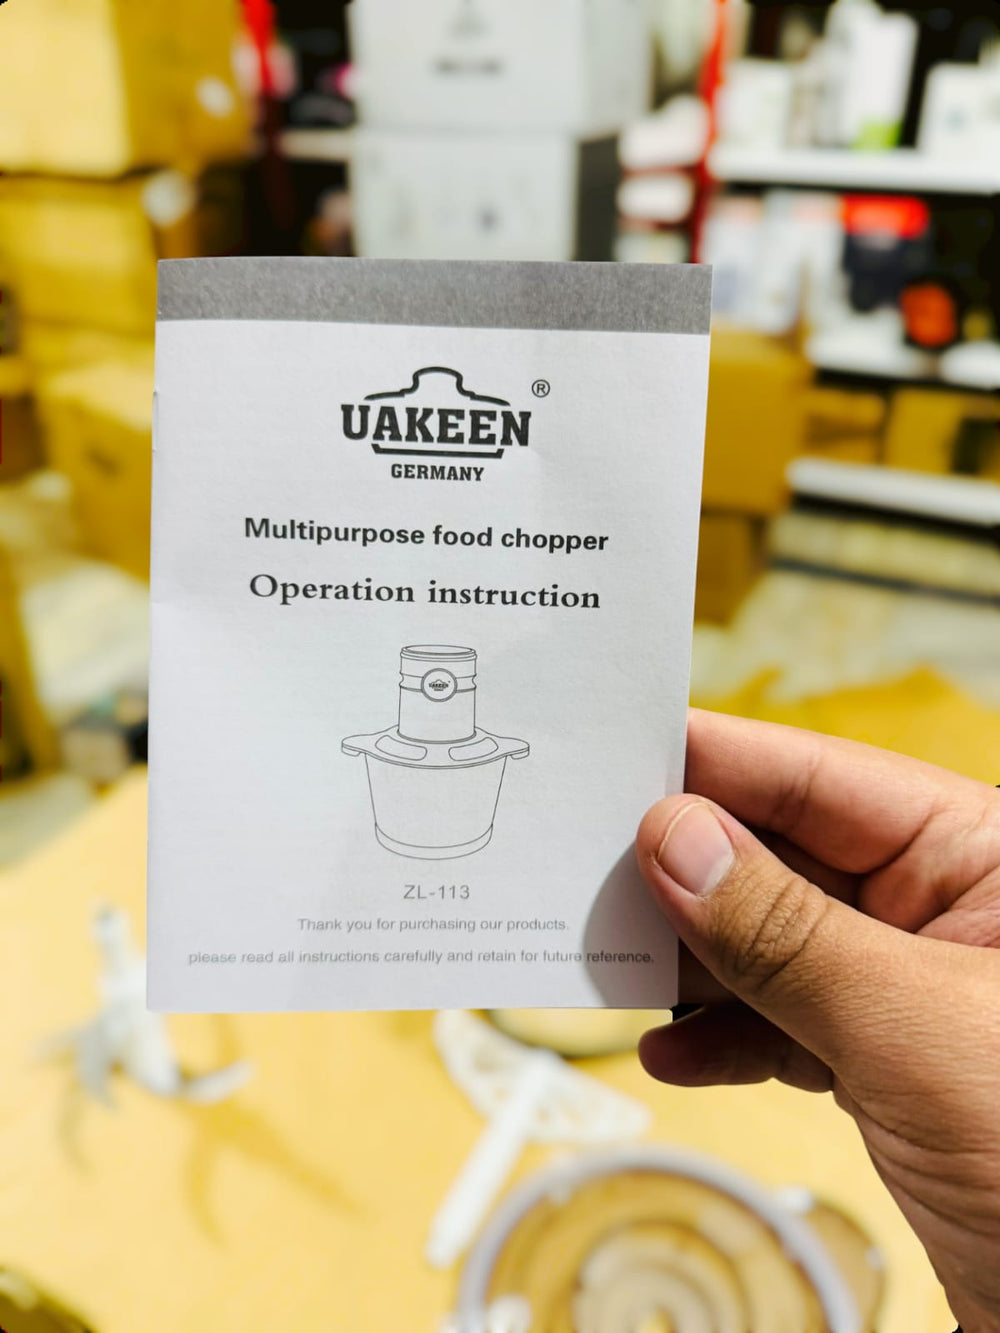 UAKEEN ®
GERMANY
Multipurpose food chopper
Operation instruction
UAKEEN
ZL-113
Thank you for purchasing our products.
please read all instructions carefully and retain for future reference.